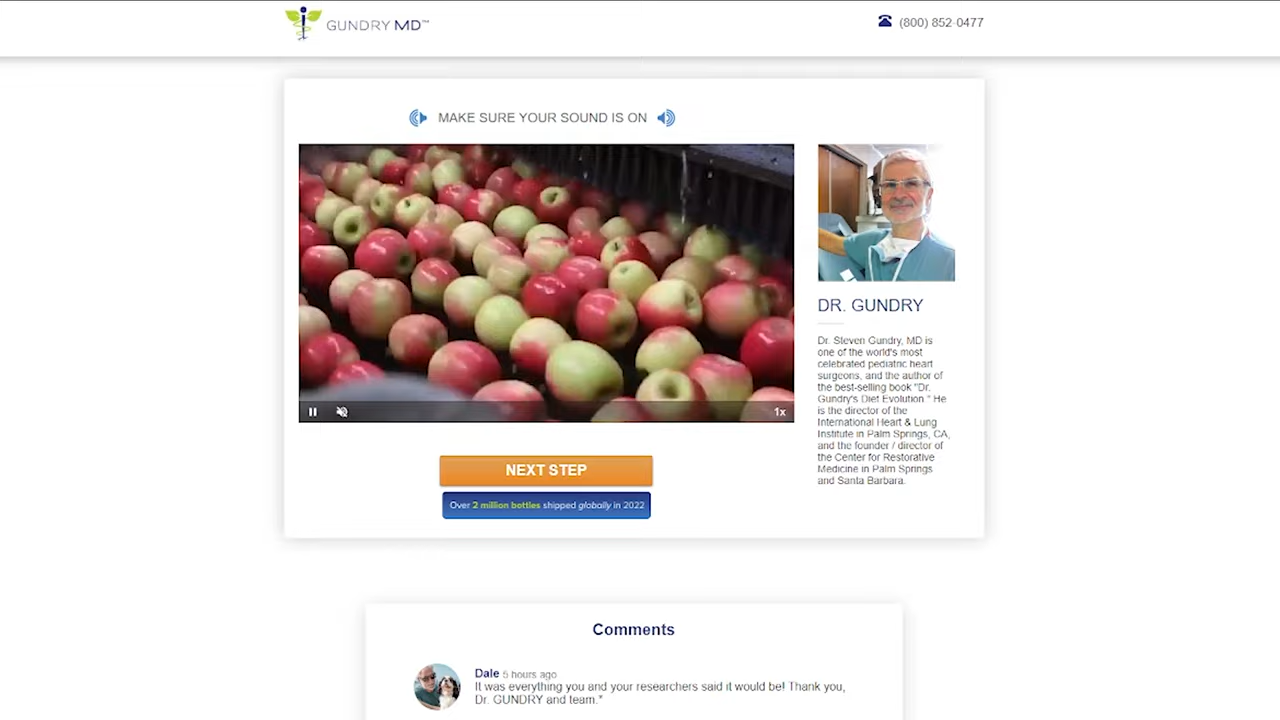 GUNDRY MD™
(800) 852-0477
MAKE SURE YOUR SOUND IS ON
1x
NEXT STEP
Over 2 million bottles shipped globally in 2022
DR. GUNDRY
Dr. Steven Gundry, MD is
one of the world's most
celebrated pediatric heart
surgeons, and the author of
the best-selling book "Dr.
Gundry's Diet Evolution." He
is the director of the
International Heart & Lung
Institute in Palm Springs, CA,
and the founder / director of
the Center for Restorative
Medicine in Palm Springs
and Santa Barbara.
Comments
Dale 5 hours ago
It was everything you and your researchers said it would be! Thank you,
Dr. GUNDRY and team.*